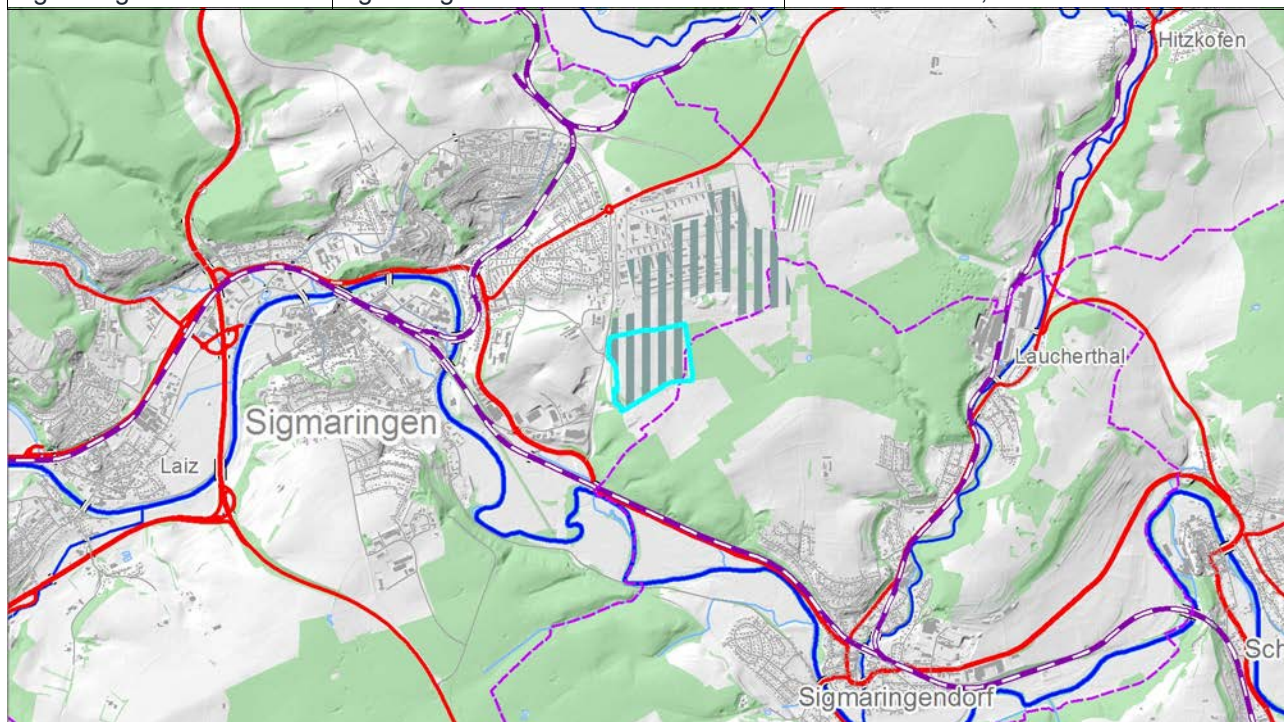 Hitzkofen
Laucherthal
Sigmaringen
Laiz
Sch
Sigmaringendorf